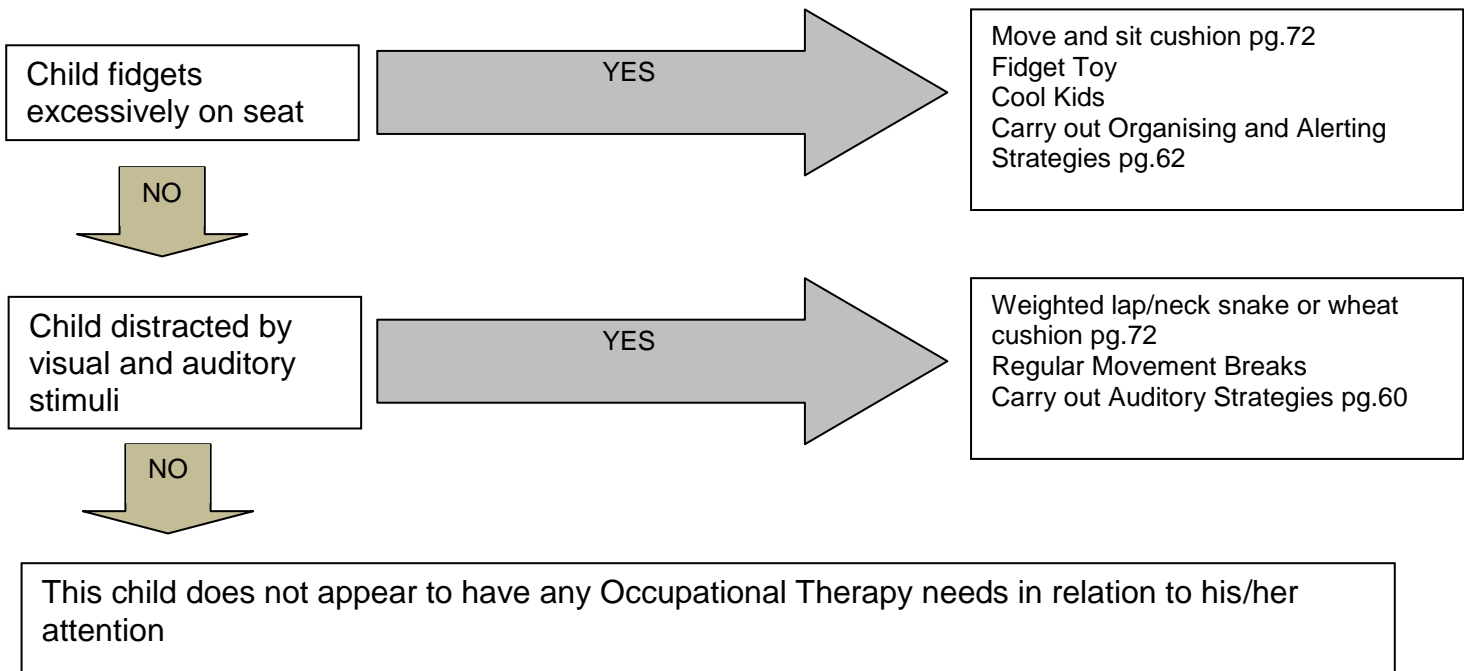 Child fidgets
excessively on seat
YES
Move and sit cushion pg.72
Fidget Toy
Cool Kids
Carry out Organising and Alerting
Strategies pg.62
NO
Child distracted by
visual and auditory
stimuli
YES
Weighted lap/neck snake or wheat
cushion pg.72
Regular Movement Breaks
Carry out Auditory Strategies pg.60
NO
This child does not appear to have any Occupational Therapy needs in relation to his/her
attention